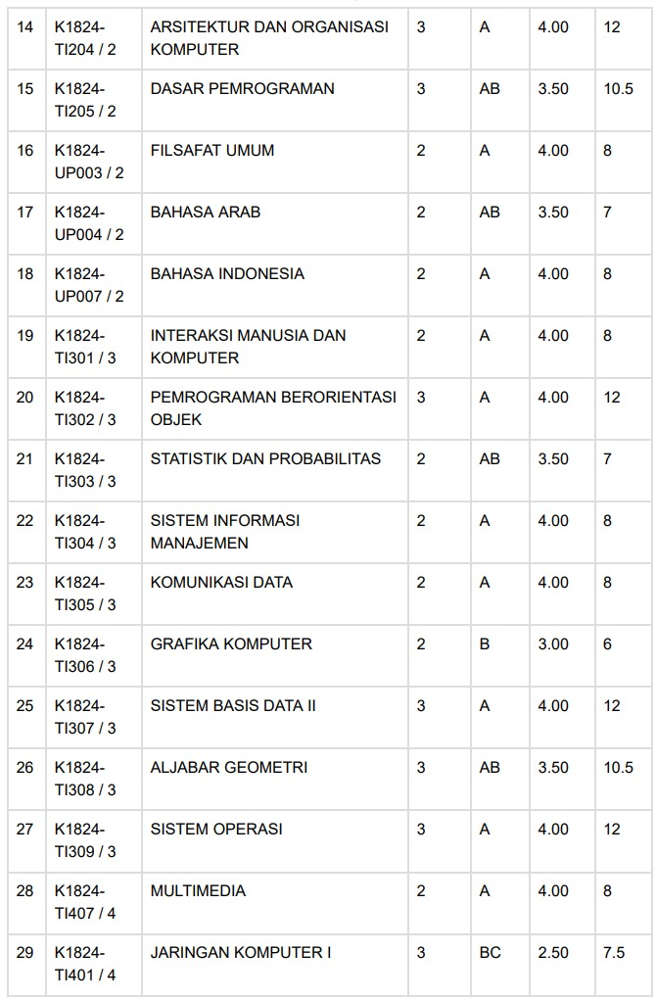 14 K1824- ARSITEKTUR DAN ORGANISASI 3 A 4.00 12
TI204 / 2 KOMPUTER
15 K1824- DASAR PEMROGRAMAN 3 AB 3.50 10.5
TI205 / 2
16 K1824- FILSAFAT UMUM 2 A 4.00 8
UP003 / 2
17 K1824- BAHASA ARAB 2 AB 3.50 7
UP004 / 2
18 K1824- BAHASA INDONESIA 2 A 4.00 8
UP007 / 2
19 K1824- INTERAKSI MANUSIA DAN 2 A 4.00 8
TI301 / 3 KOMPUTER
20 K1824- PEMROGRAMAN BERORIENTASI 3 A 4.00 12
TI302 / 3 OBJEK
21 K1824- STATISTIK DAN PROBABILITAS 2 AB 3.50 7
TI303 / 3
22 K1824- SISTEM INFORMASI 2 A 4.00 8
TI304 / 3 MANAJEMEN
23 K1824- KOMUNIKASI DATA 2 A 4.00 8
TI305 / 3
24 K1824- GRAFIKA KOMPUTER 2 B 3.00 6
TI306 / 3
25 K1824- SISTEM BASIS DATA II 3 A 4.00 12
TI307 / 3
26 K1824- ALJABAR GEOMETRI 3 AB 3.50 10.5
TI308 / 3
27 K1824- SISTEM OPERASI 3 A 4.00 12
TI309 / 3
28 K1824- MULTIMEDIA 2 A 4.00 8
TI407 / 4
29 K1824- JARINGAN KOMPUTER I 3 BC 2.50 7.5
TI401 / 4